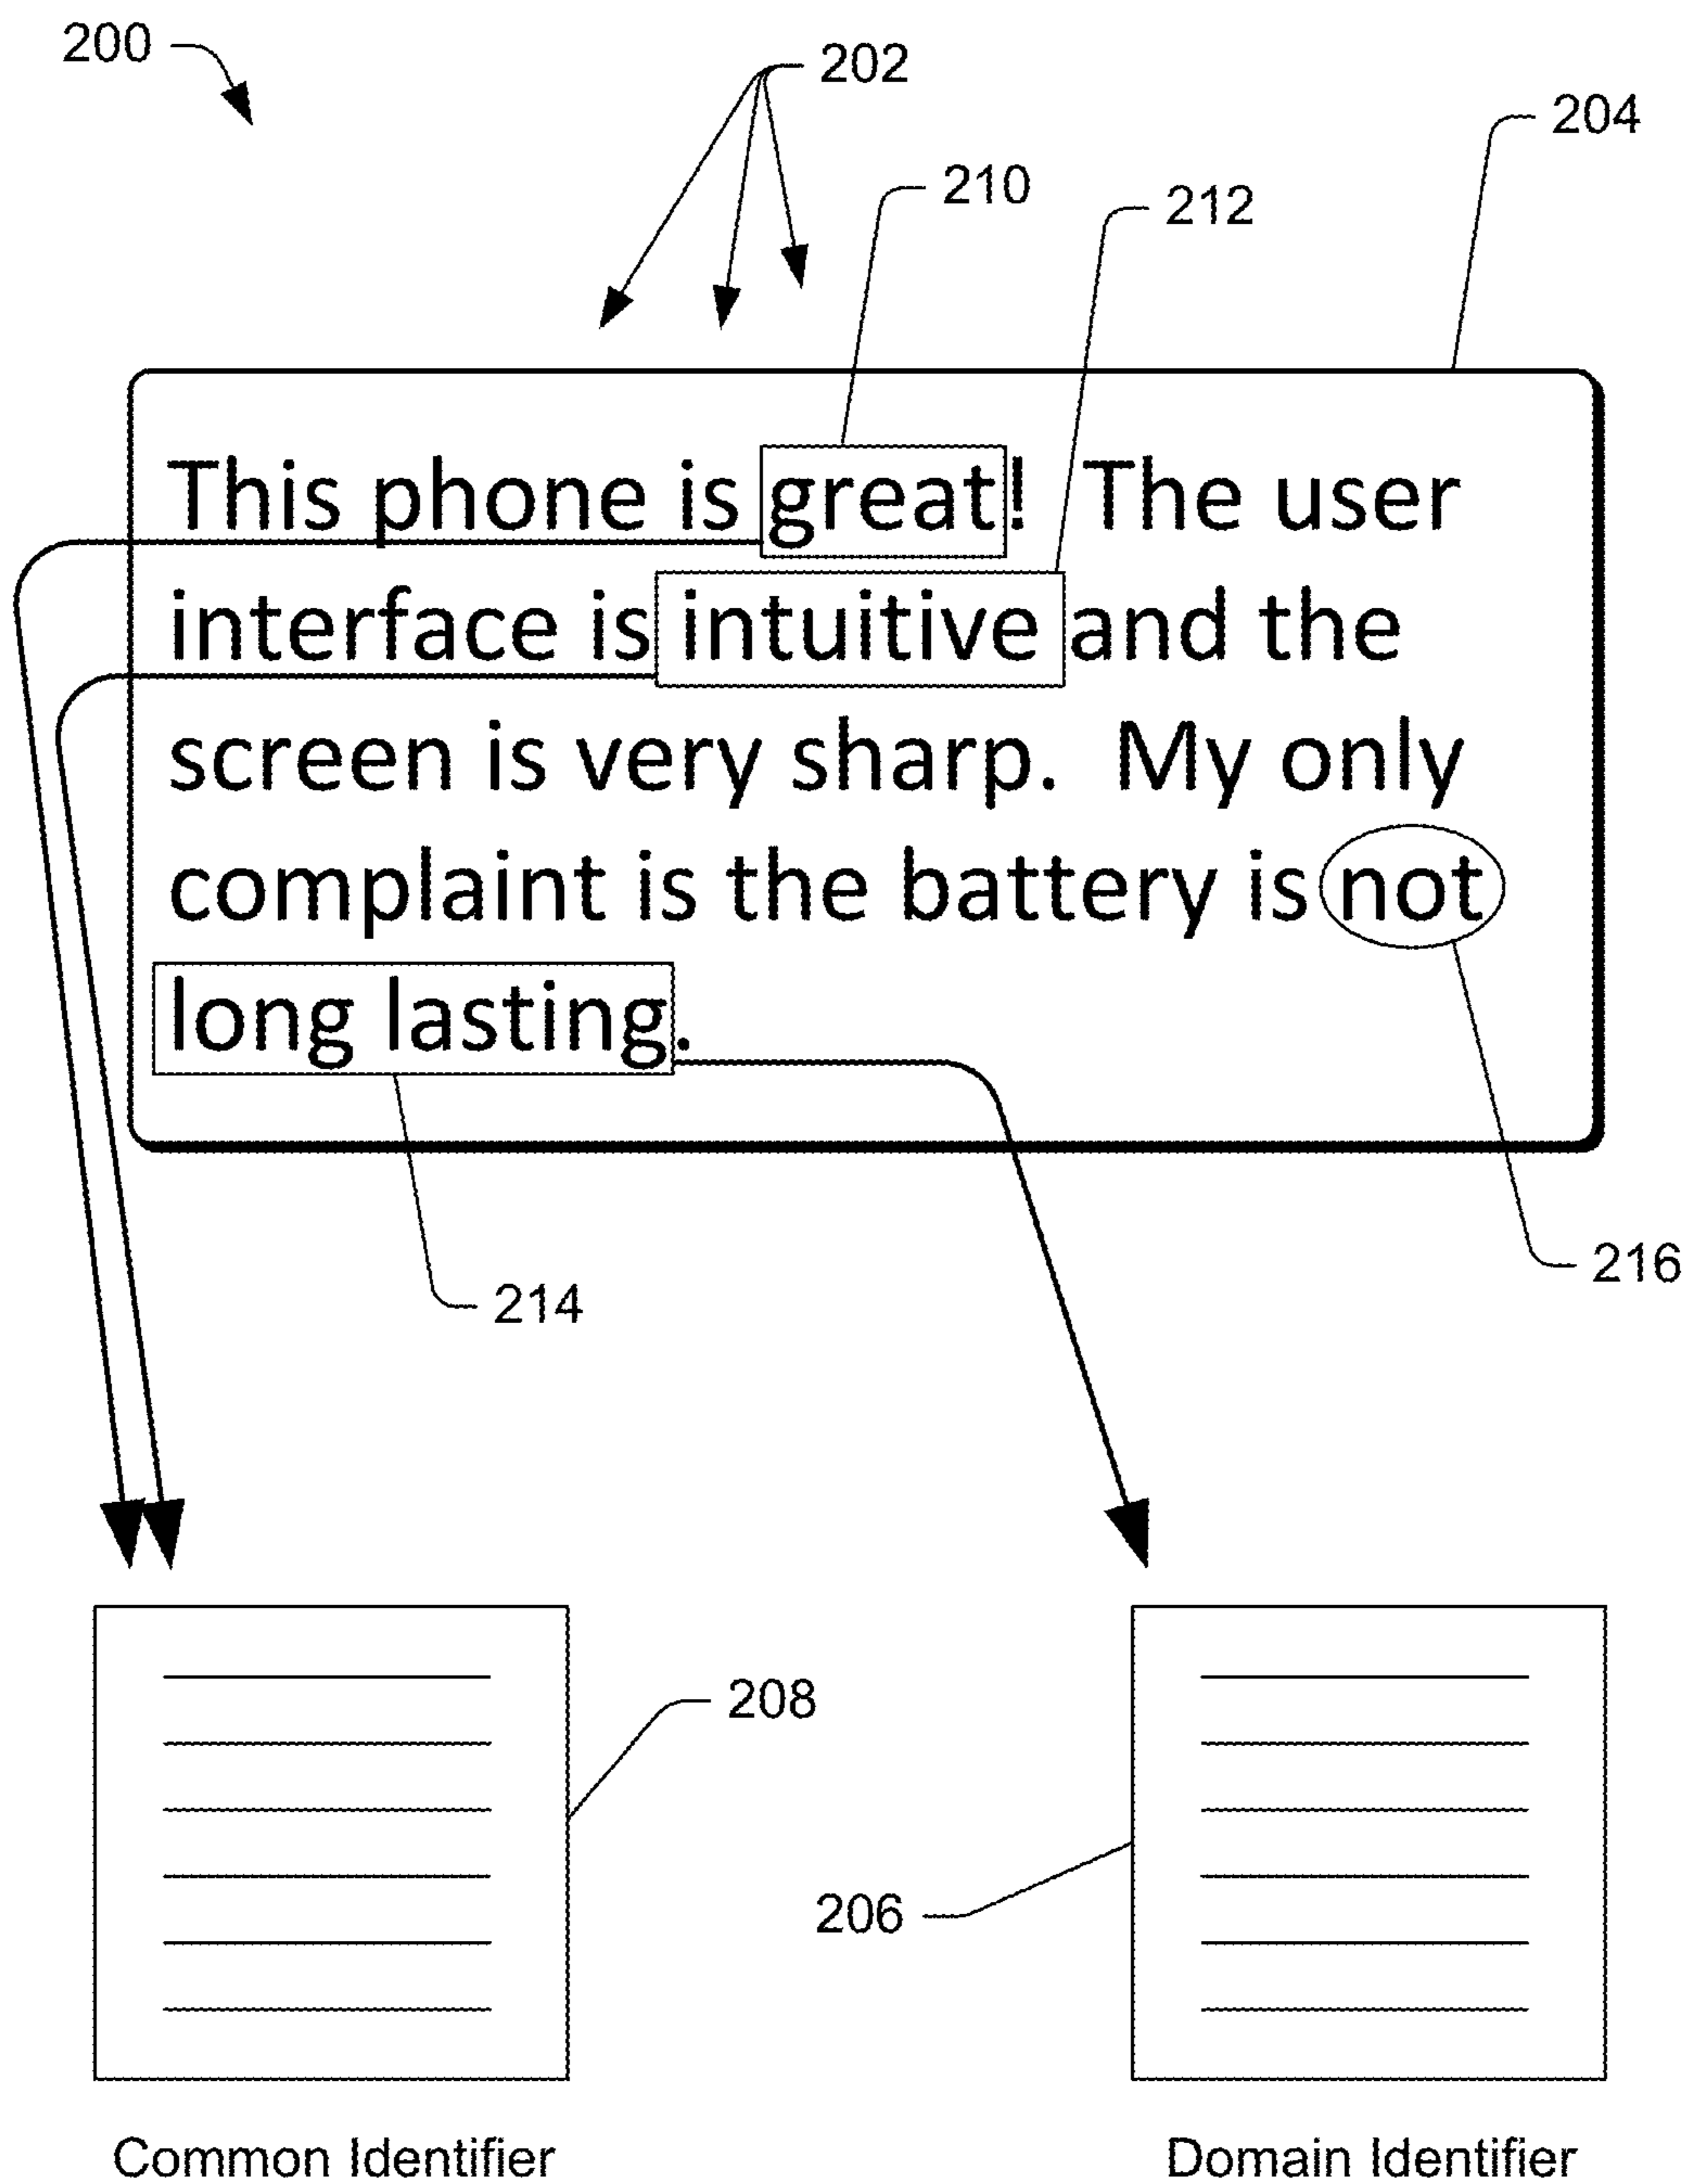 200
202
204
210
212
This phone is great! The user
interface is intuitive and the
screen is very sharp. My only
complaint is the battery is not
long lasting.
216
214
208
206
Common Identifier
Domain Identifier